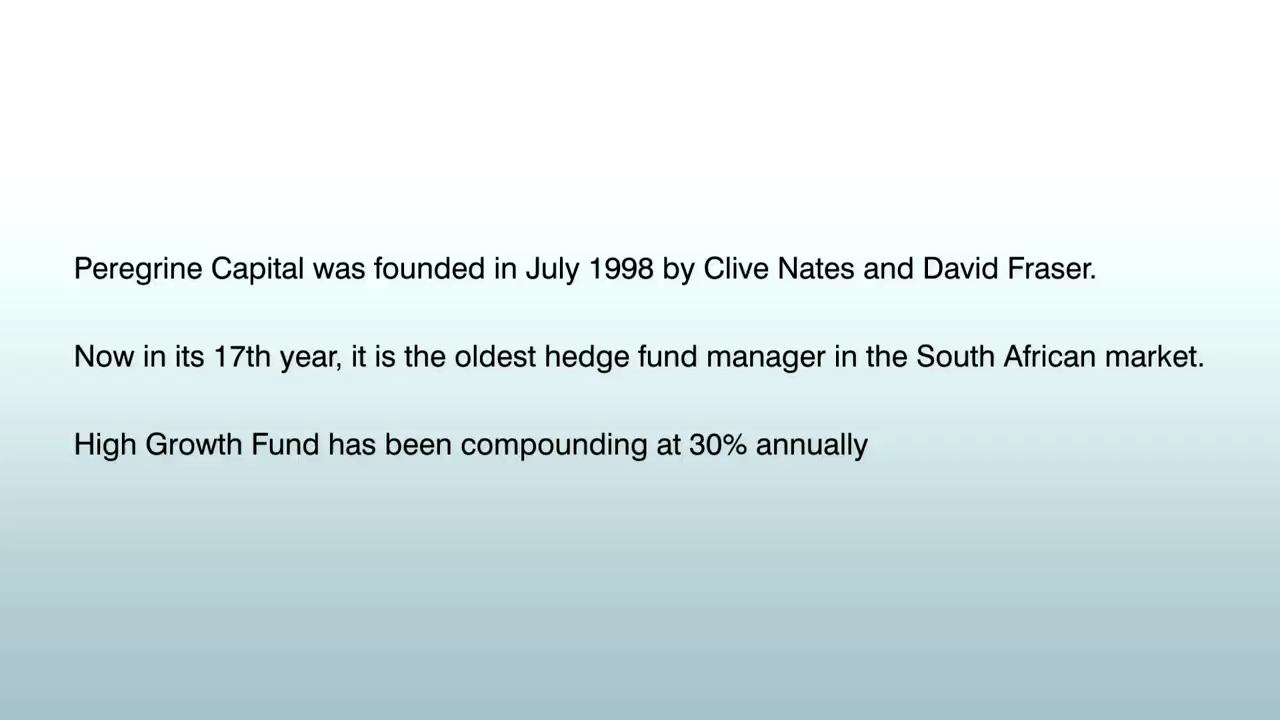 Peregrine Capital was founded in July 1998 by Clive Nates and David Fraser.
Now in its 17th year, it is the oldest hedge fund manager in the South African market.
High Growth Fund has been compounding at 30% annually